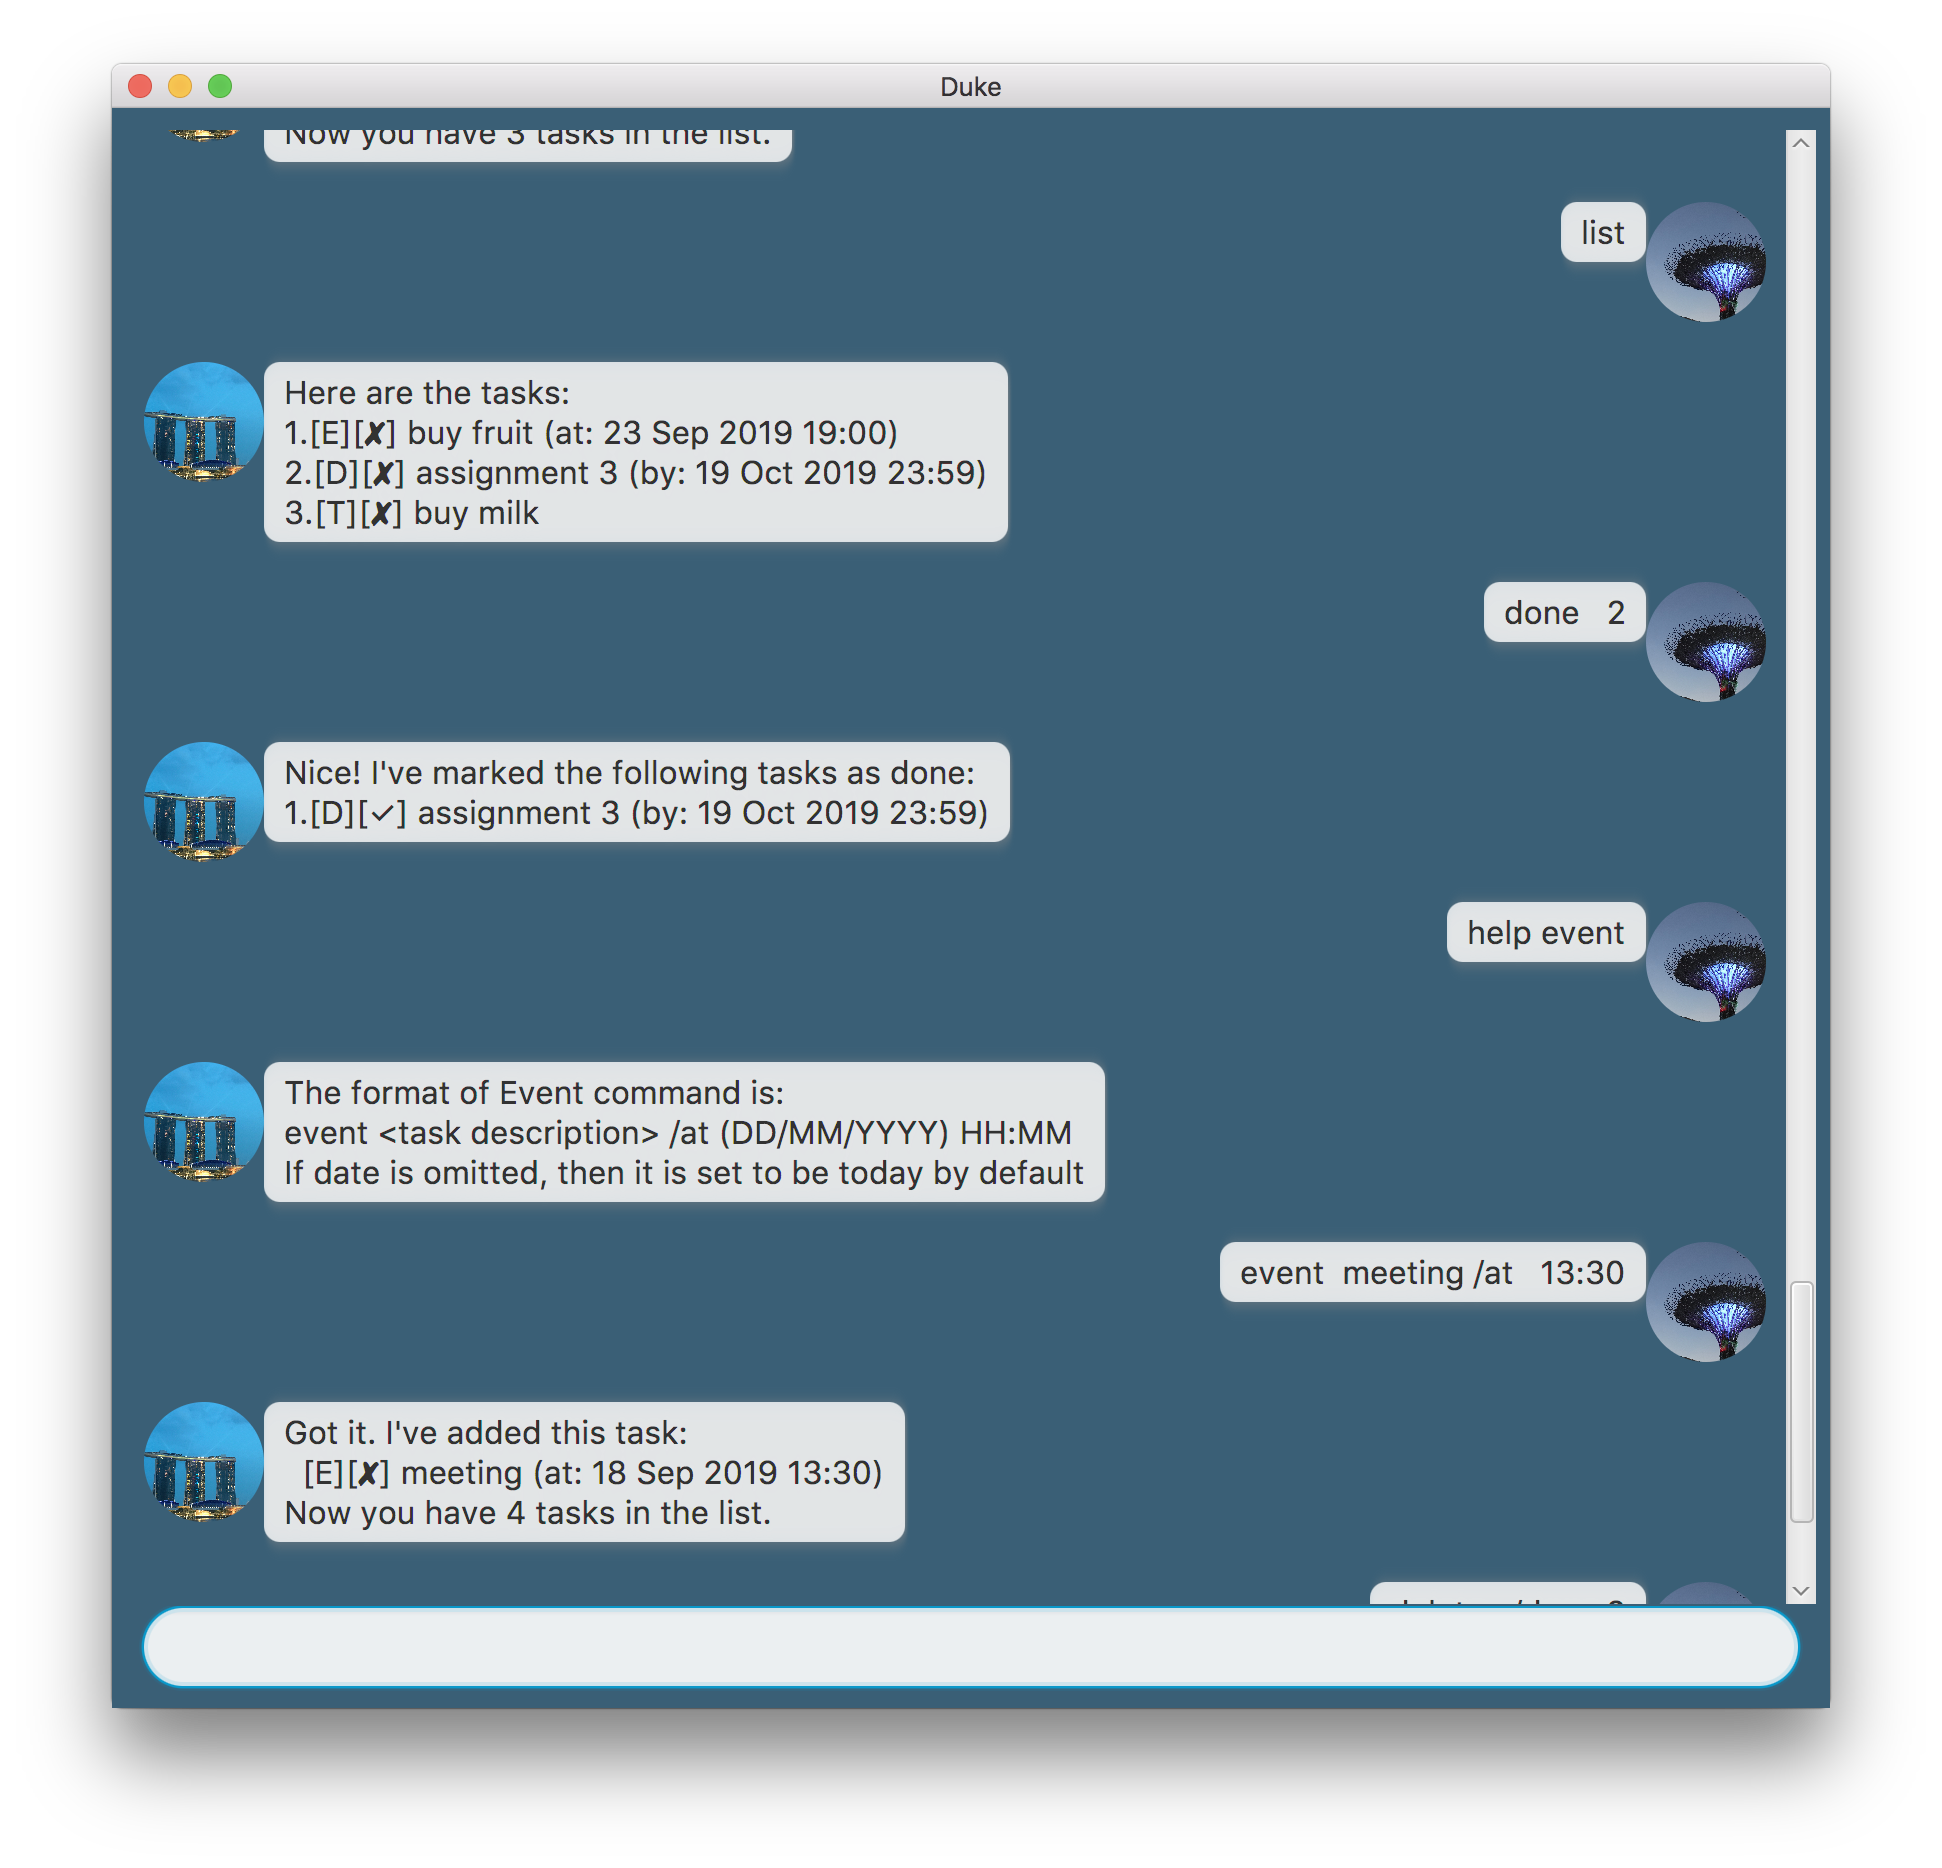 Duke
Now you have 3 tasks in the list.
list
Here are the tasks:
1.[E][✘] buy fruit (at: 23 Sep 2019 19:00)
2.[D][✘] assignment 3 (by: 19 Oct 2019 23:59)
3.[T][✘] buy milk
done   2
Nice! I've marked the following tasks as done:
1.[D][✓] assignment 3 (by: 19 Oct 2019 23:59)
help event
The format of Event command is:
event <task description> /at (DD/MM/YYYY) HH:MM
If date is omitted, then it is set to be today by default
event  meeting /at   13:30
Got it. I've added this task:
  [E][✘] meeting (at: 18 Sep 2019 13:30)
Now you have 4 tasks in the list.